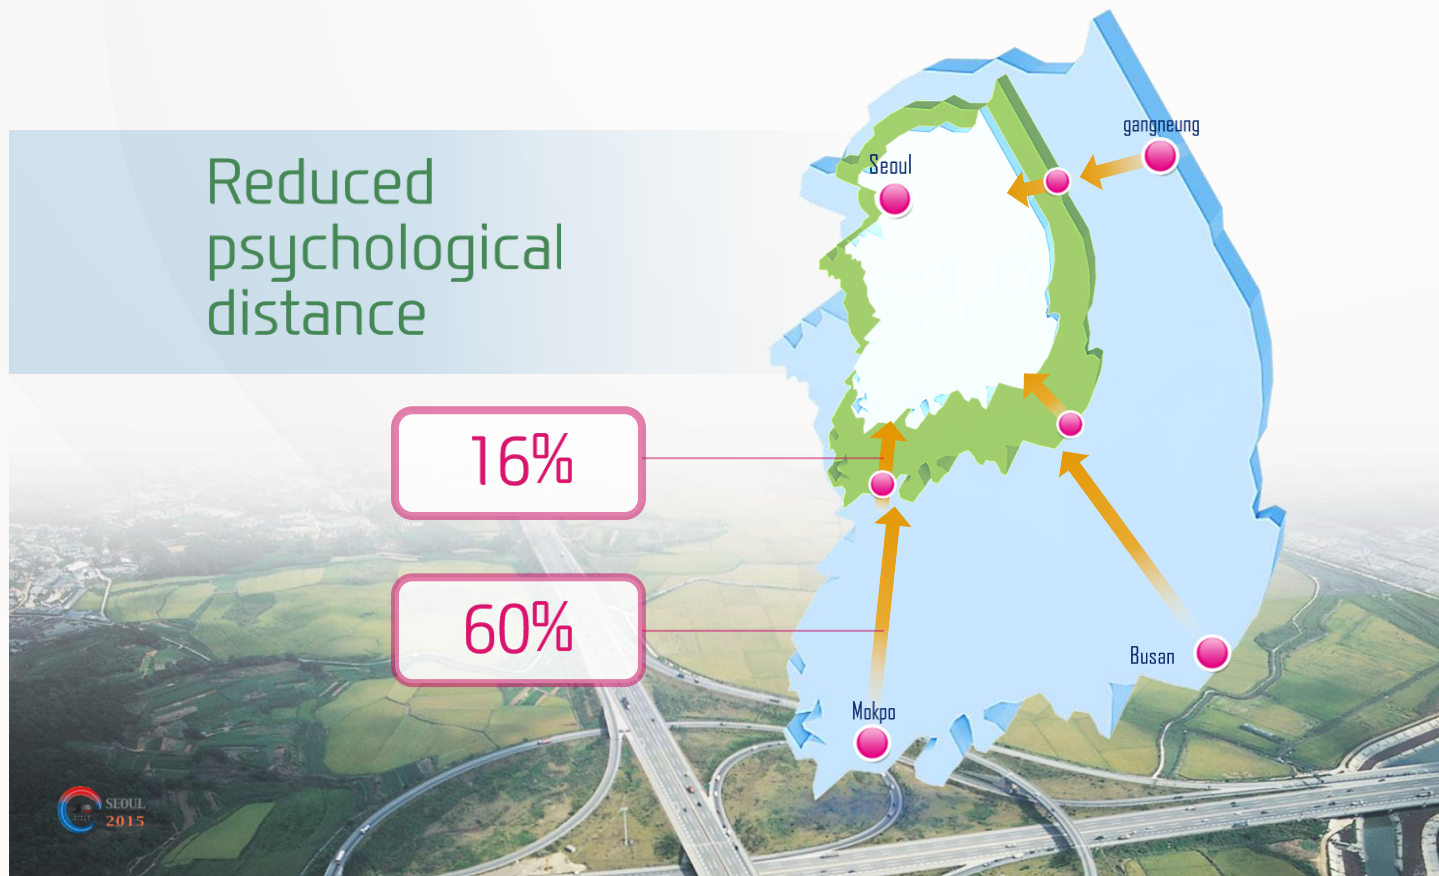 Reduced
psychological
distance
16%
60%
Seoul
gangneung
Busan
Mokpo
SEOUL
2015